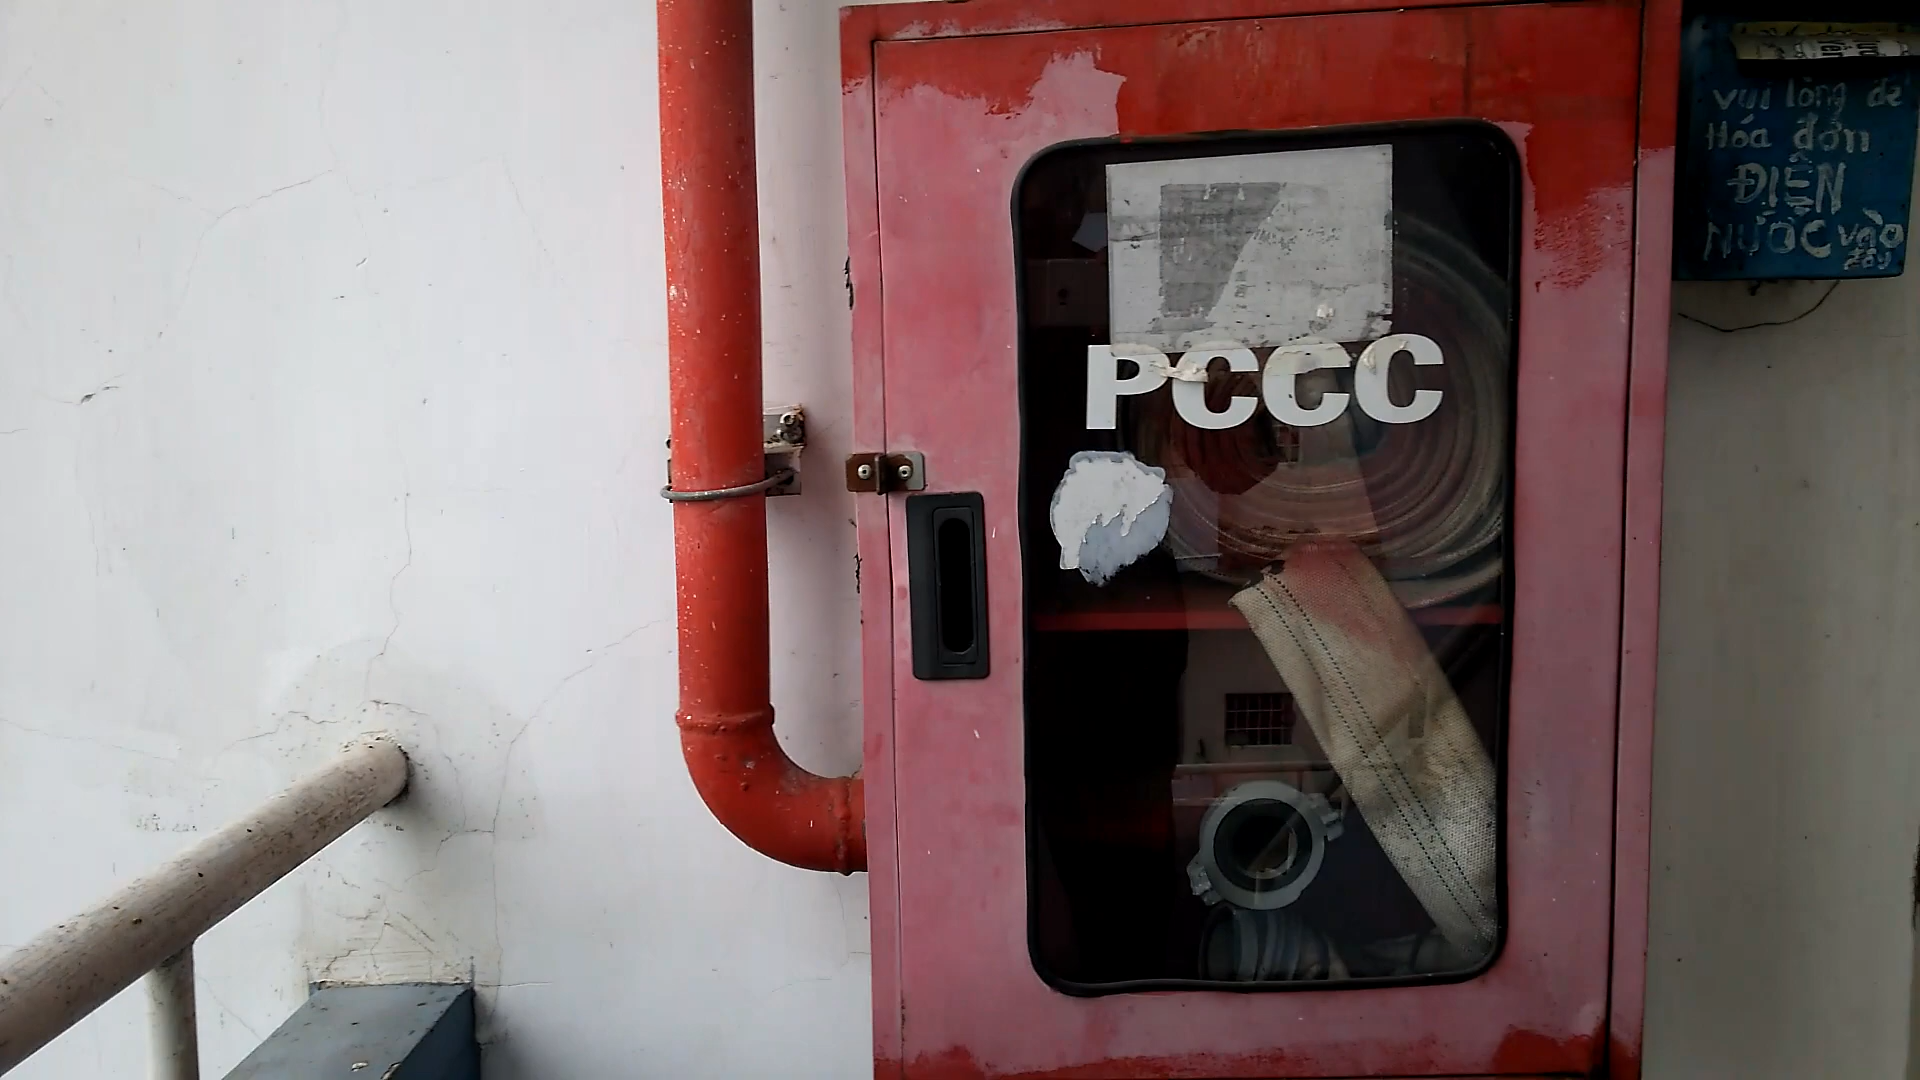 PCCC
vui lòng để
Hóa đơn
ĐIỆN
NƯỚC vào
đây